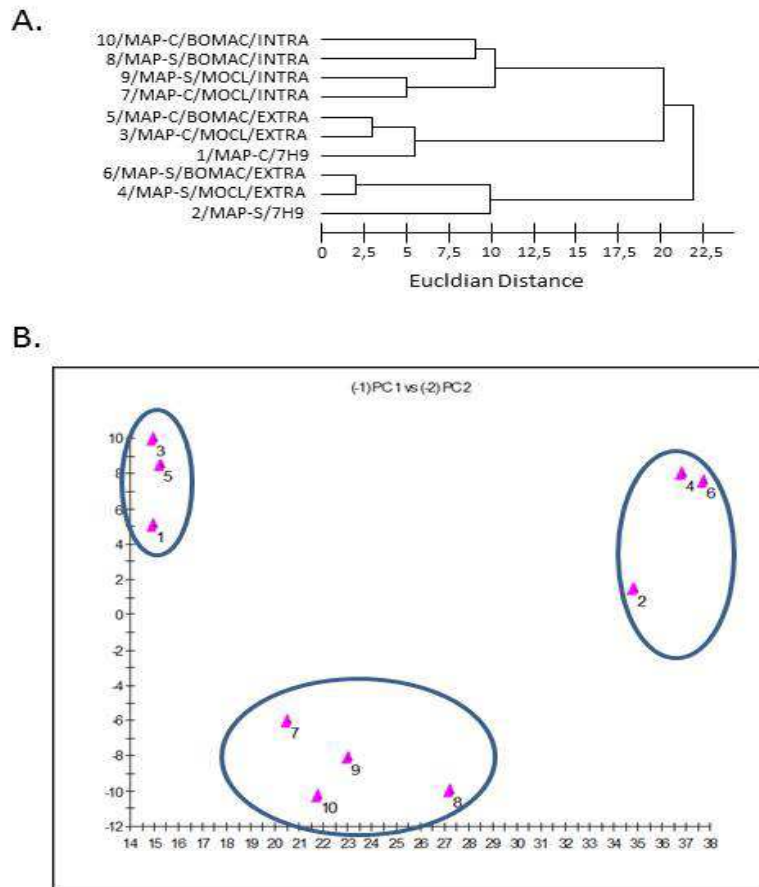 A.
10/MAP-C/BOMAC/INTRA
8/MAP-S/BOMAC/INTRA
9/MAP-S/MOCL/INTRA
7/MAP-C/MOCL/INTRA
5/MAP-C/BOMAC/EXTRA
3/MAP-C/MOCL/EXTRA
1/MAP-C/7H9
6/MAP-S/BOMAC/EXTRA
4/MAP-S/MOCL/EXTRA
2/MAP-S/7H9
0 2,5 5 7,5 10 12,5 15 17,5 20 22,5
Eucldian Distance
B.
(-1) PC1 vs (-2) PC2
10
8
6
4
2
0
-2
-4
-6
-8
-10
-12
3
5
1
4 6
2
7
9
10 8
14 15 16 17 18 19 20 21 22 23 24 25 26 27 28 29 30 31 32 33 34 35 36 37 38